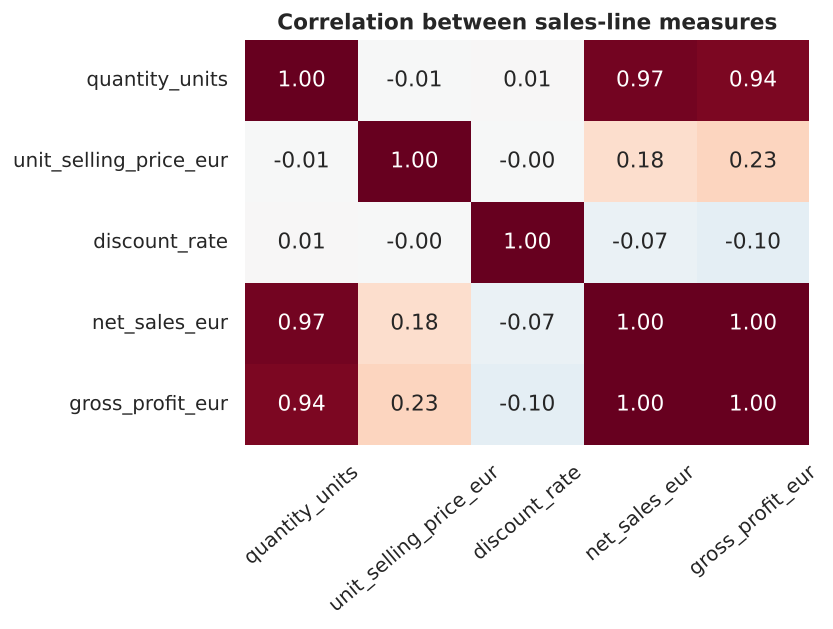 Correlation between sales-line measures
quantity_units 1.00 -0.01 0.01 0.97 0.94
unit_selling_price_eur -0.01 1.00 -0.00 0.18 0.23
discount_rate 0.01 -0.00 1.00 -0.07 -0.10
net_sales_eur 0.97 0.18 -0.07 1.00 1.00
gross_profit_eur 0.94 0.23 -0.10 1.00 1.00
quantity_units unit_selling_price_eur discount_rate net_sales_eur gross_profit_eur